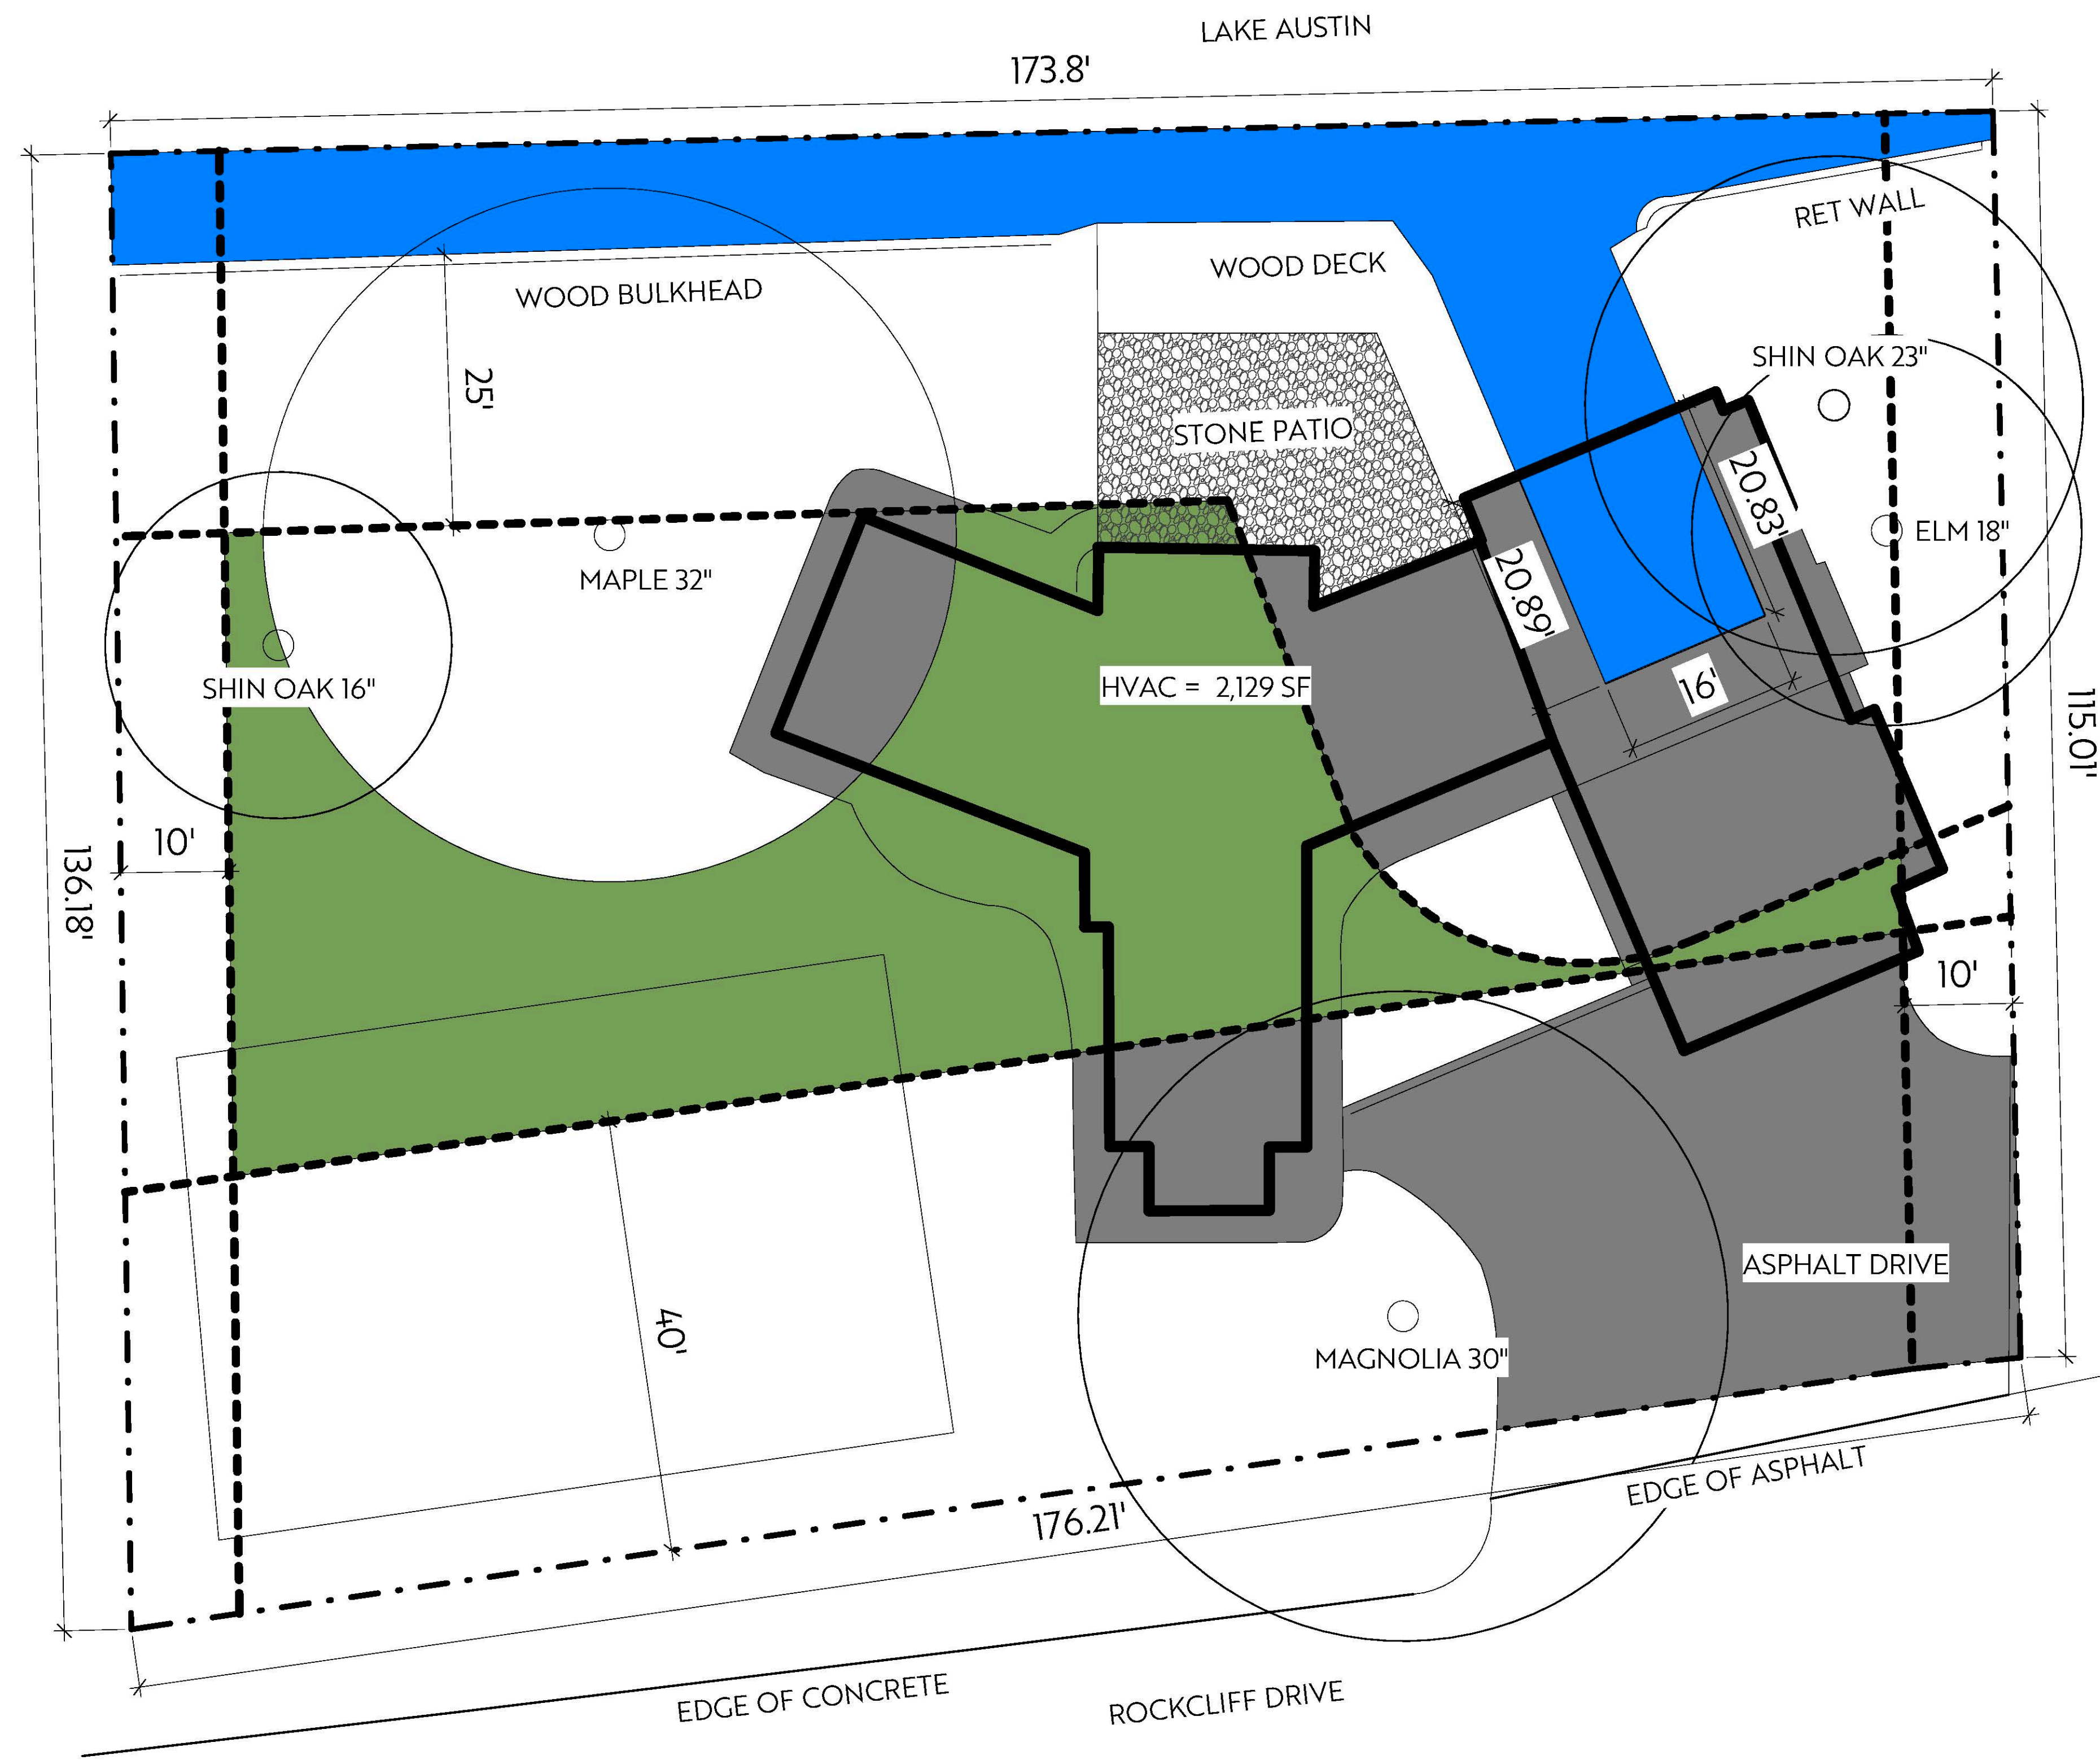 LAKE AUSTIN
173.8'
RET WALL
WOOD DECK
WOOD BULKHEAD
25'
SHIN OAK 23"
STONE PATIO
20.83'
ELM 18"
MAPLE 32"
20.89'
SHIN OAK 16"
HVAC = 2,129 SF
16'
115.01'
10'
136.18'
10'
ASPHALT DRIVE
40'
MAGNOLIA 30"
EDGE OF ASPHALT
176.21'
EDGE OF CONCRETE
ROCKCLIFF DRIVE